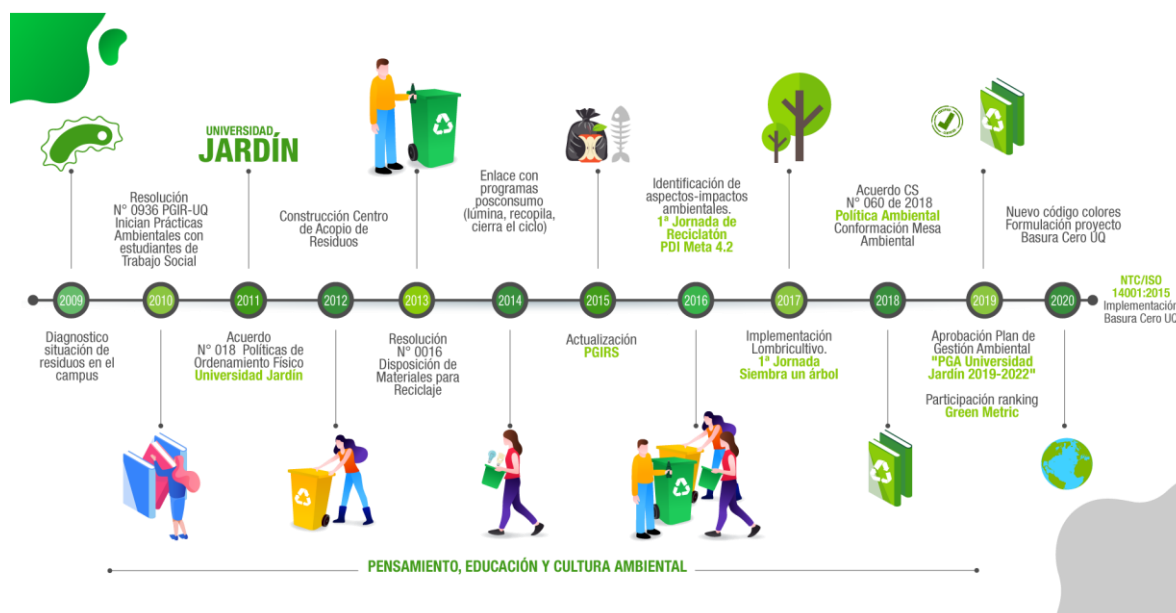 UNIVERSIDAD
JARDÍN
Resolución
N° 0936 PGIR-UQ
Inician Prácticas
Ambientales con
estudiantes de
Trabajo Social
Construcción Centro
de Acopio de
Residuos
Enlace con
programas
posconsumo
(lúmina, recopila,
cierra el ciclo)
Identificación de
aspectos-impactos
ambientales.
1ª Jornada de
Reciclatón
PDI Meta 4.2
Acuerdo CS
N° 060 de 2018
Política Ambiental
Conformación Mesa
Ambiental
Nuevo código colores
Formulación proyecto
Basura Cero UQ
2009
2010
2011
2012
2013
2014
2015
2016
2017
2018
2019
2020
NTC/ISO
14001:2015
Implementación
Basura Cero UQ
Diagnostico
situación de
residuos en el
campus
Acuerdo
N° 018 Políticas de
Ordenamiento Físico
Universidad Jardín
Resolución
N° 0016
Disposición de
Materiales para
Reciclaje
Actualización
PGIRS
Implementación
Lombricultivo.
1ª Jornada
Siembra un árbol
Aprobación Plan de
Gestión Ambiental
"PGA Universidad
Jardín 2019-2022"
Participación ranking
Green Metric
PENSAMIENTO, EDUCACIÓN Y CULTURA AMBIENTAL